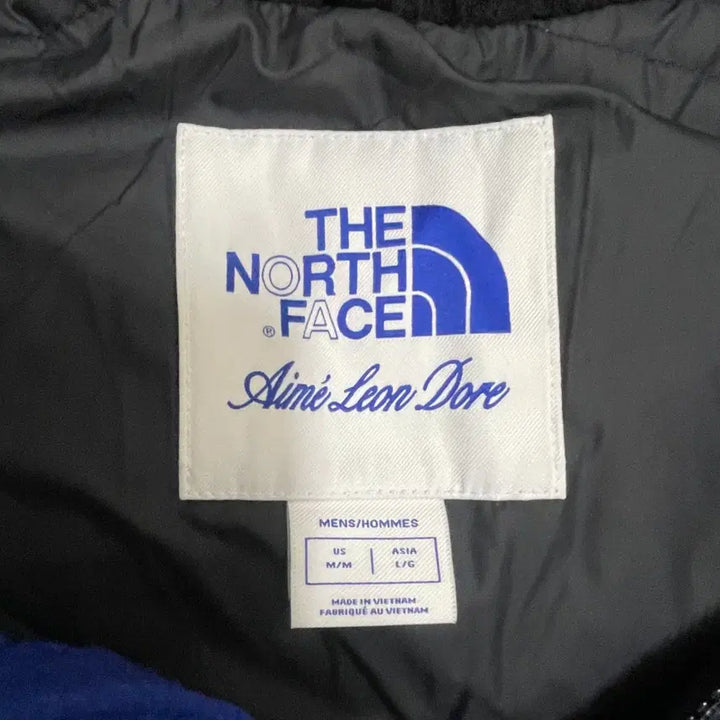 THE
NORTH
® FACE
Aimé Leon Dore
MENS/HOMMES
US ASIA
M/M L/G
MADE IN VIETNAM
FABRIQUÉ AU VIETNAM